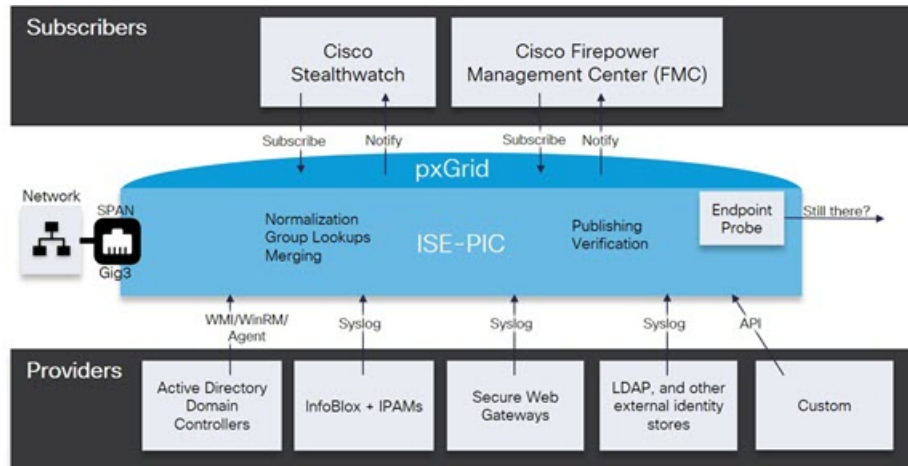 Subscribers
Cisco
Stealthwatch
Cisco Firepower
Management Center (FMC)
Subscribe
Notify
Subscribe
Notify
pxGrid
Network
SPAN
Gig3
Normalization
Group Lookups
Merging
ISE-PIC
Publishing
Verification
Endpoint
Probe
Still there?
WMI/WinRM/
Agent
Syslog
Syslog
Syslog
API
Providers
Active Directory
Domain
Controllers
InfoBlox + IPAMs
Secure Web
Gateways
LDAP, and other
external identity
stores
Custom